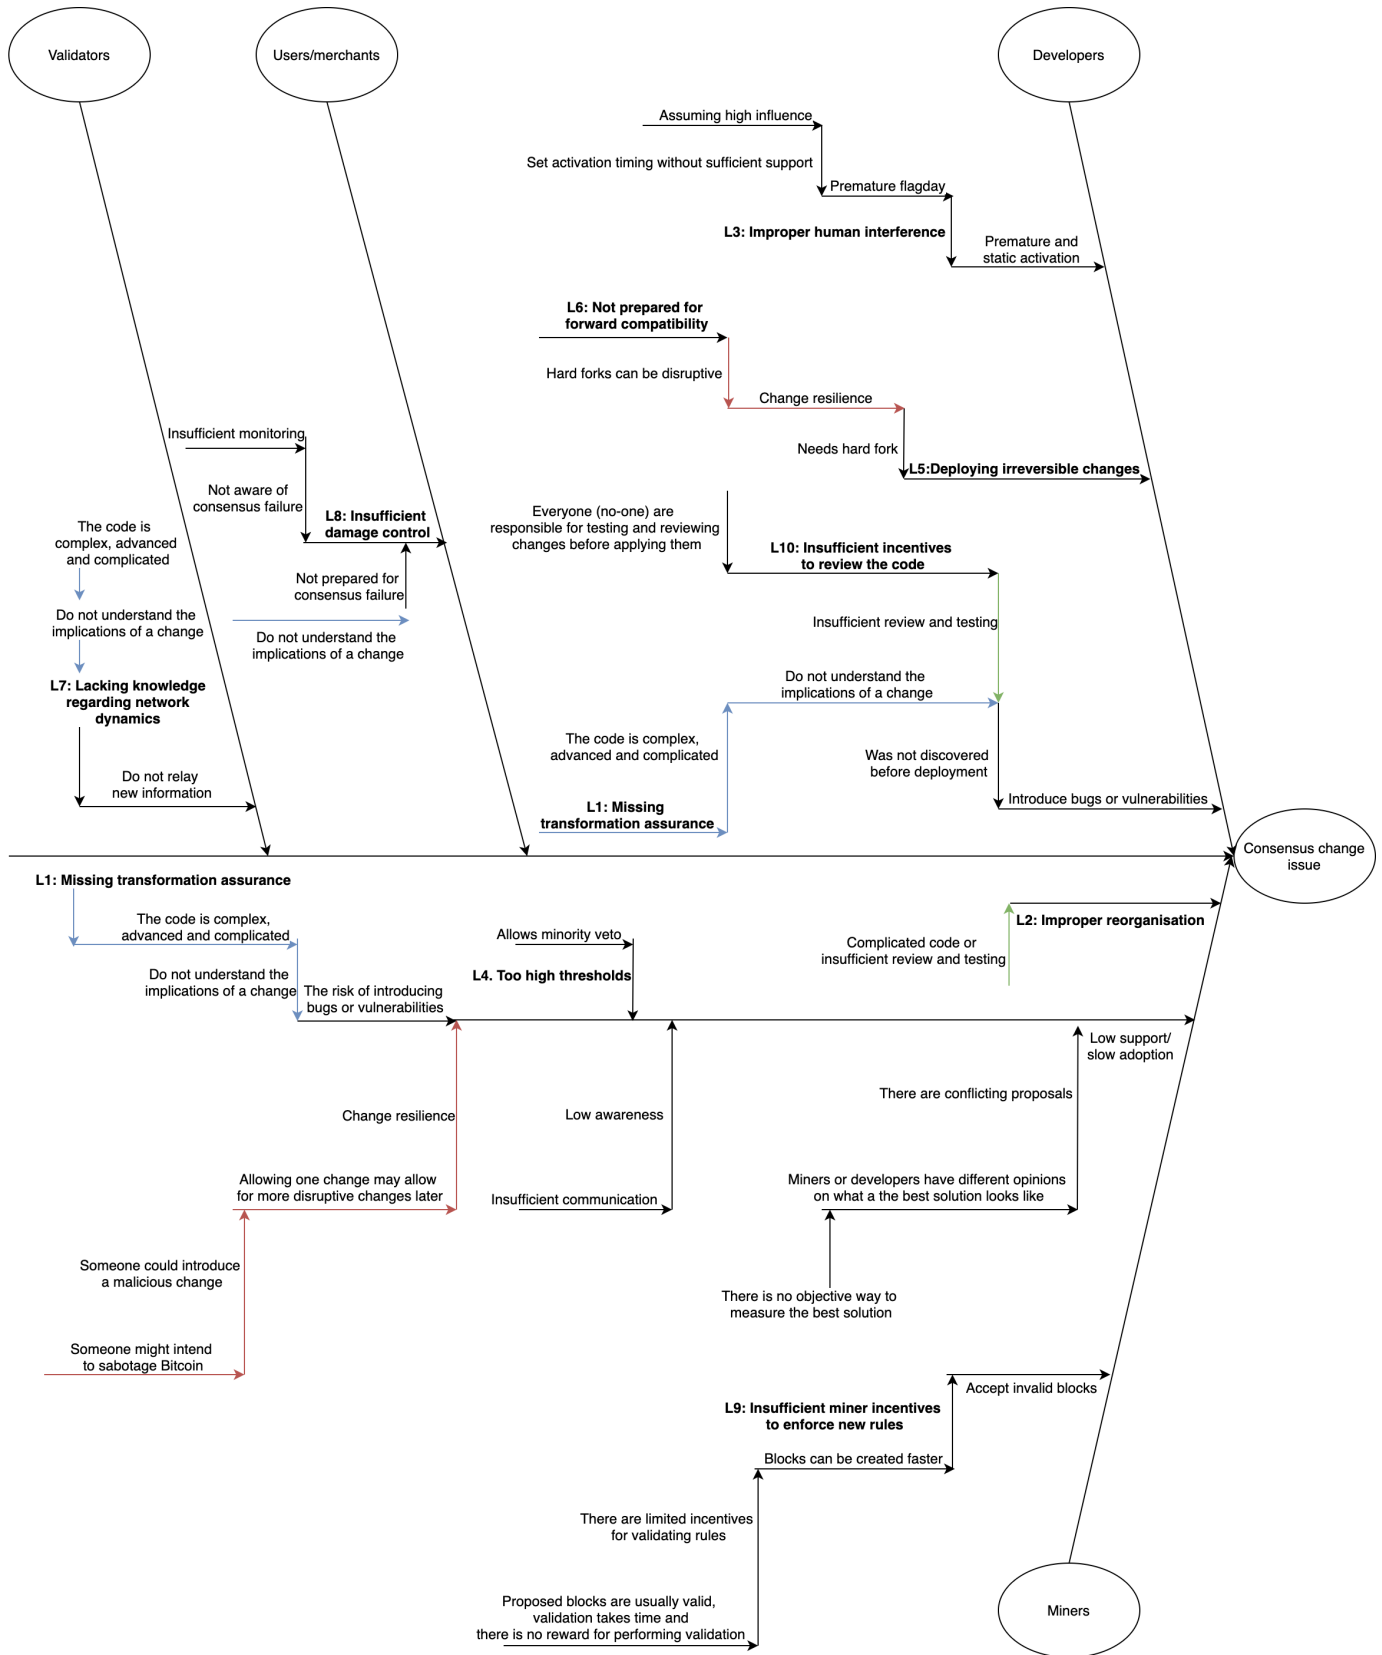 Validators
Users/merchants
Developers
Assuming high influence
Set activation timing without sufficient support
Premature flagday
L3: Improper human interference
Premature and
static activation
L6: Not prepared for
forward compatibility
Hard forks can be disruptive
Change resilience
Needs hard fork
L5:Deploying irreversible changes
Insufficient monitoring
Not aware of
consensus failure
L8: Insufficient
damage control
Not prepared for
consensus failure
Do not understand the
implications of a change
The code is
complex, advanced
and complicated
Do not understand the
implications of a change
L7: Lacking knowledge
regarding network
dynamics
Do not relay
new information
Everyone (no-one) are
responsible for testing and reviewing
changes before applying them
L10: Insufficient incentives
to review the code
Insufficient review and testing
Do not understand the
implications of a change
The code is complex,
advanced and complicated
L1: Missing
transformation assurance
Was not discovered
before deployment
Introduce bugs or vulnerabilities
Consensus change
issue
L1: Missing transformation assurance
The code is complex,
advanced and complicated
Do not understand the
implications of a change
The risk of introducing
bugs or vulnerabilities
Allows minority veto
L4. Too high thresholds
L2: Improper reorganisation
Complicated code or
insufficient review and testing
Low support/
slow adoption
There are conflicting proposals
Change resilience
Low awareness
Allowing one change may allow
for more disruptive changes later
Insufficient communication
Miners or developers have different opinions
on what a the best solution looks like
Someone could introduce
a malicious change
There is no objective way to
measure the best solution
Someone might intend
to sabotage Bitcoin
Accept invalid blocks
L9: Insufficient miner incentives
to enforce new rules
Blocks can be created faster
There are limited incentives
for validating rules
Proposed blocks are usually valid,
validation takes time and
there is no reward for performing validation
Miners